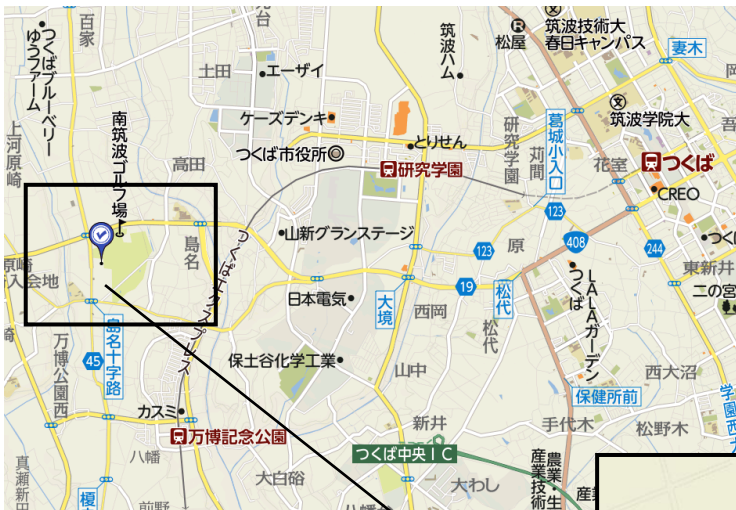 百家
つくばブルーベリー
ゆうファーム
土田
エーザイ
筑波ハム
松屋
筑波技術大
春日キャンパス
妻木
ケーズデンキ
南筑波ゴルフ場
上河原崎
高田
つくば市役所
とりせん
研究学園
研究学園
苅間
葛城小入口
筑波学院大
花室
つくば
CREO
島名
山新グランステージ
つくばエクスプレス
123
123
原
408
244
東新井
二の宮
日本電気
大境
19
西岡
松代
松代
LALAガーデン
つくば
万博公園西
45
島名十字路
保土谷化学工業
山中
西大沼
保健所前
カスミ
万博記念公園
新井
手代木
松野木
つくば中央IC
八幡
大白硲
大わし
真瀬新田
前野